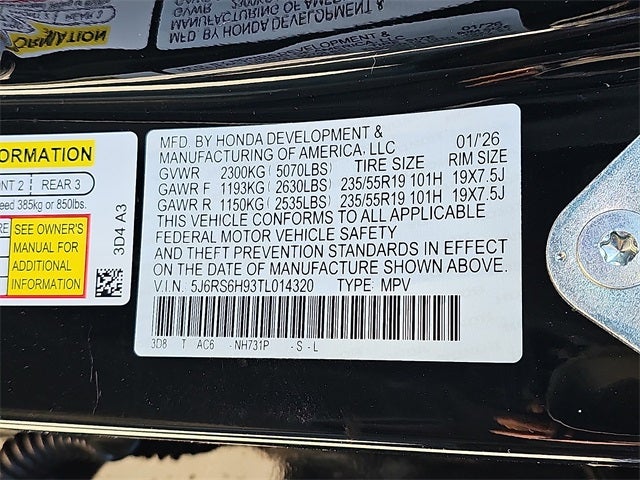 MFD. BY HONDA DEVELOPMENT &
MANUFACTURING OF AMERICA, LLC 01/'26
GVWR 2300KG (5070LBS) TIRE SIZE RIM SIZE
GAWR F 1193KG (2630LBS) 235/55R19 101H 19X7.5J
GAWR R 1150KG (2535LBS) 235/55R19 101H 19X7.5J
THIS VEHICLE CONFORMS TO ALL APPLICABLE
FEDERAL MOTOR VEHICLE SAFETY
AND THEFT PREVENTION STANDARDS IN EFFECT
ON THE DATE OF MANUFACTURE SHOWN ABOVE.
V.I.N. 5J6RS6H93TL014320 TYPE: MPV
3D8 T AC6 -NH731P -S-L
ORMATION
NT 2 REAR 3
eed 385kg or 850lbs.
SEE OWNER'S
MANUAL FOR
ADDITIONAL
INFORMATION
3D4 A3